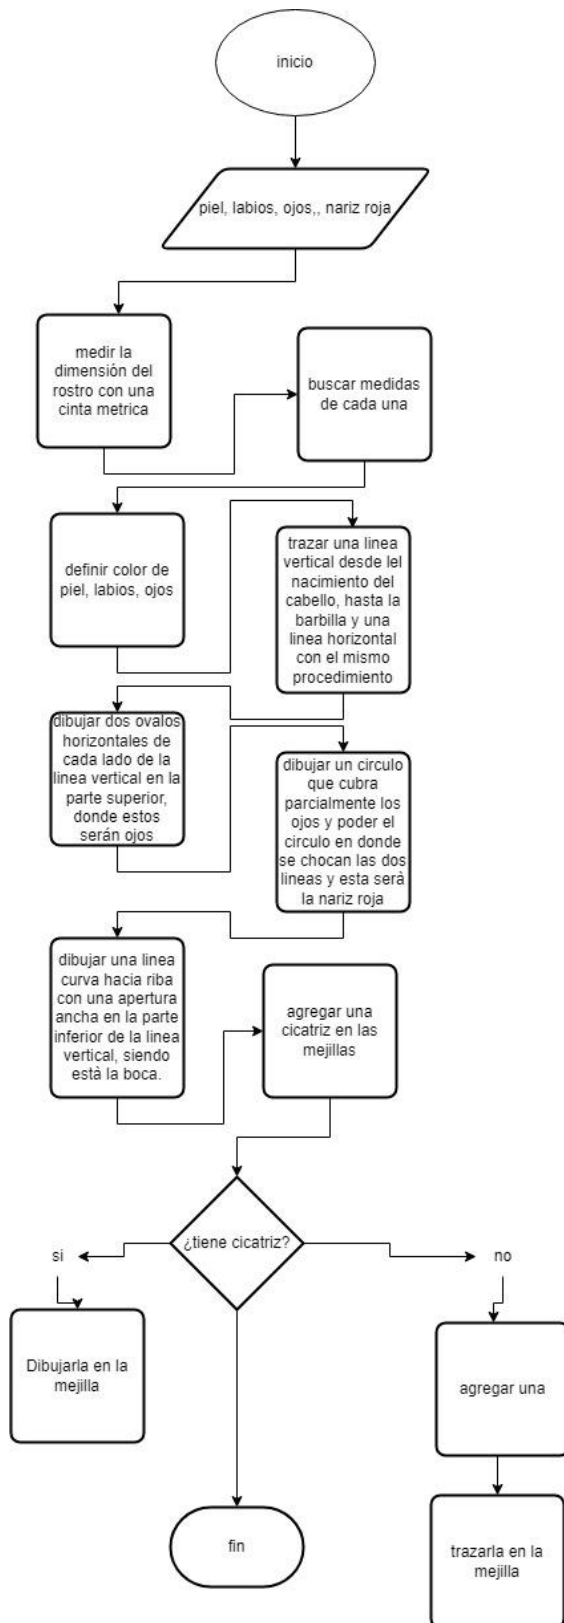 inicio
piel, labios, ojos,, nariz roja
medir la
dimensión del
rostro con una
cinta metrica
buscar medidas
de cada una
definir color de
piel, labios, ojos
trazar una linea
vertical desde lel
nacimiento del
cabello, hasta la
barbilla y una
linea horizontal
con el mismo
procedimiento
dibujar dos ovalos
horizontales de
cada lado de la
linea vertical en la
parte superior,
donde estos
serán ojos
dibujar un circulo
que cubra
parcialmente los
ojos y poder el
circulo en donde
se chocan las dos
lineas y esta serà
la nariz roja
dibujar una linea
curva hacia riba
con una apertura
ancha en la parte
inferior de la linea
vertical, siendo
està la boca.
agregar una
cicatriz en las
mejillas
¿tiene cicatriz?
si
no
Dibujarla en la
mejilla
agregar una
fin
trazarla en la
mejilla